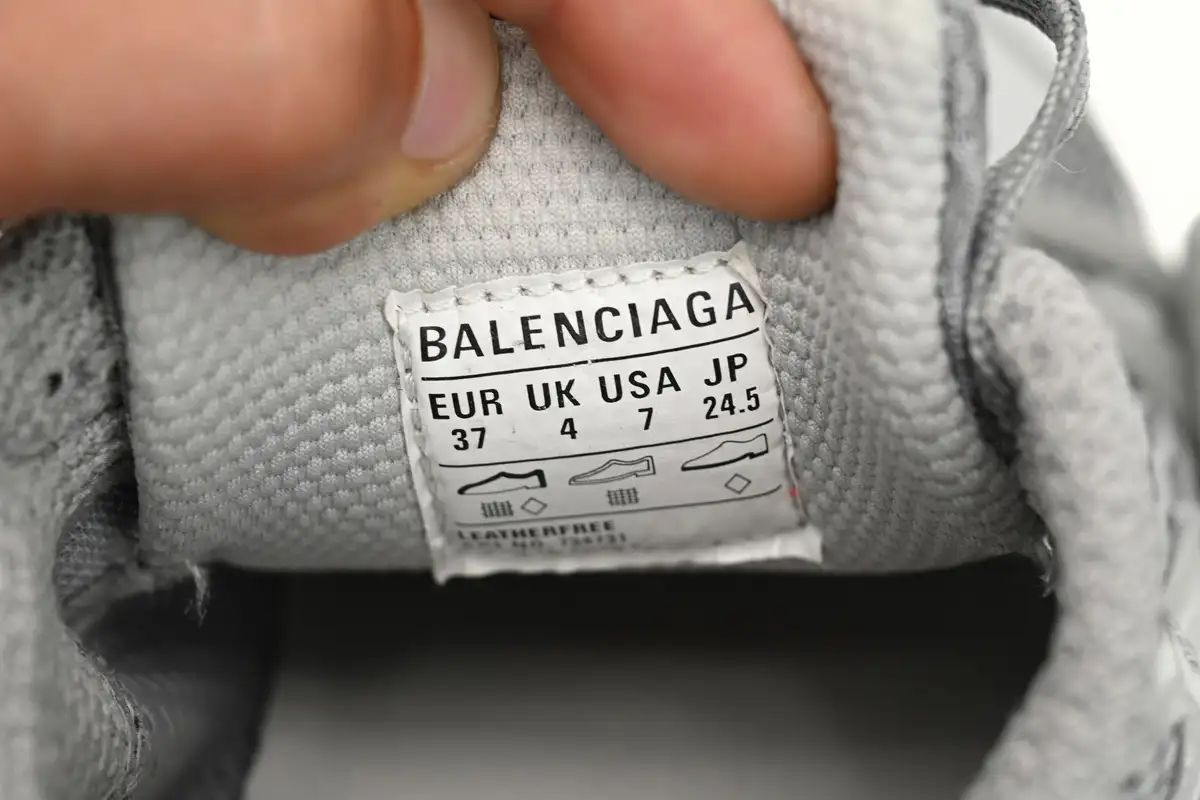 BALENCIAGA
EUR UK USA JP
37 4 7 24.5
LEATHERFREE